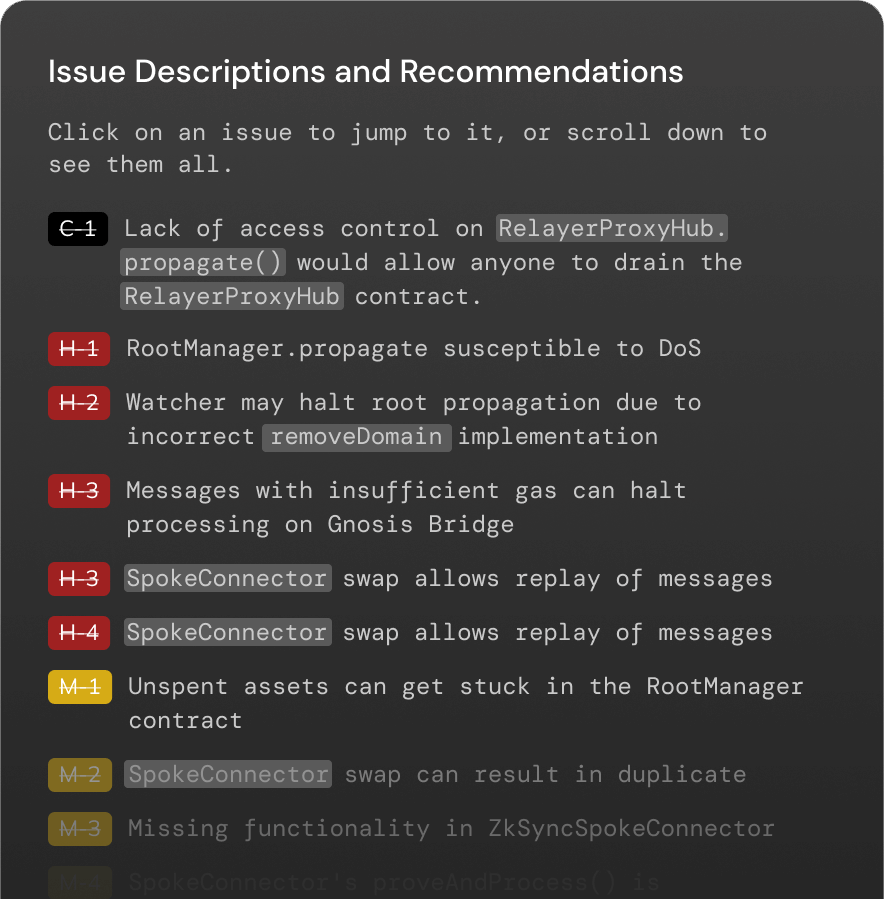 Issue Descriptions and Recommendations
Click on an issue to jump to it, or scroll down to
see them all.
C-1 Lack of access control on RelayerProxyHub.
propagate() would allow anyone to drain the
RelayerProxyHub contract.
H-1 RootManager.propagate susceptible to DoS
H-2 Watcher may halt root propagation due to
incorrect removeDomain implementation
H-3 Messages with insufficient gas can halt
processing on Gnosis Bridge
H-3 SpokeConnector swap allows replay of messages
H-4 SpokeConnector swap allows replay of messages
M-1 Unspent assets can get stuck in the RootManager
contract
M-2 SpokeConnector swap can result in duplicate
M-3 Missing functionality in ZkSyncSpokeConnector
M-4 SpokeConnector's proveAndProcess() is